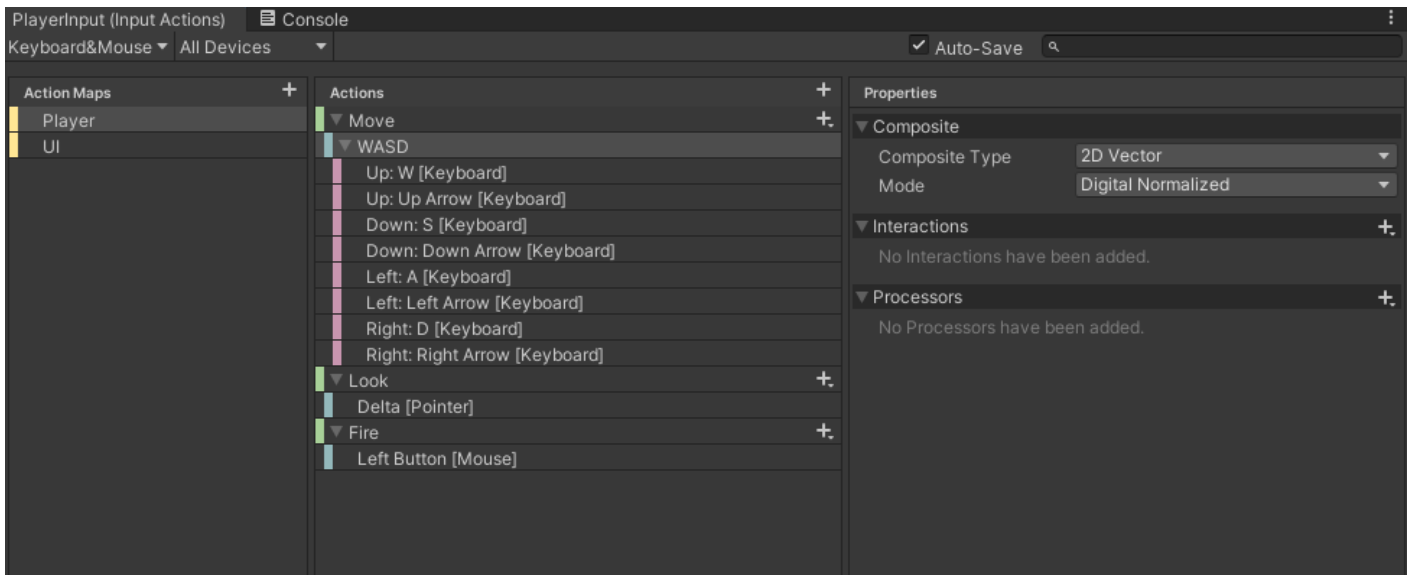 PlayerInput (Input Actions)
Console
Keyboard&Mouse
All Devices
Auto-Save
Action Maps
Player
UI
Actions
Move
WASD
Up: W [Keyboard]
Up: Up Arrow [Keyboard]
Down: S [Keyboard]
Down: Down Arrow [Keyboard]
Left: A [Keyboard]
Left: Left Arrow [Keyboard]
Right: D [Keyboard]
Right: Right Arrow [Keyboard]
Look
Delta [Pointer]
Fire
Left Button [Mouse]
Properties
Composite
Composite Type
2D Vector
Mode
Digital Normalized
Interactions
No Interactions have been added.
Processors
No Processors have been added.